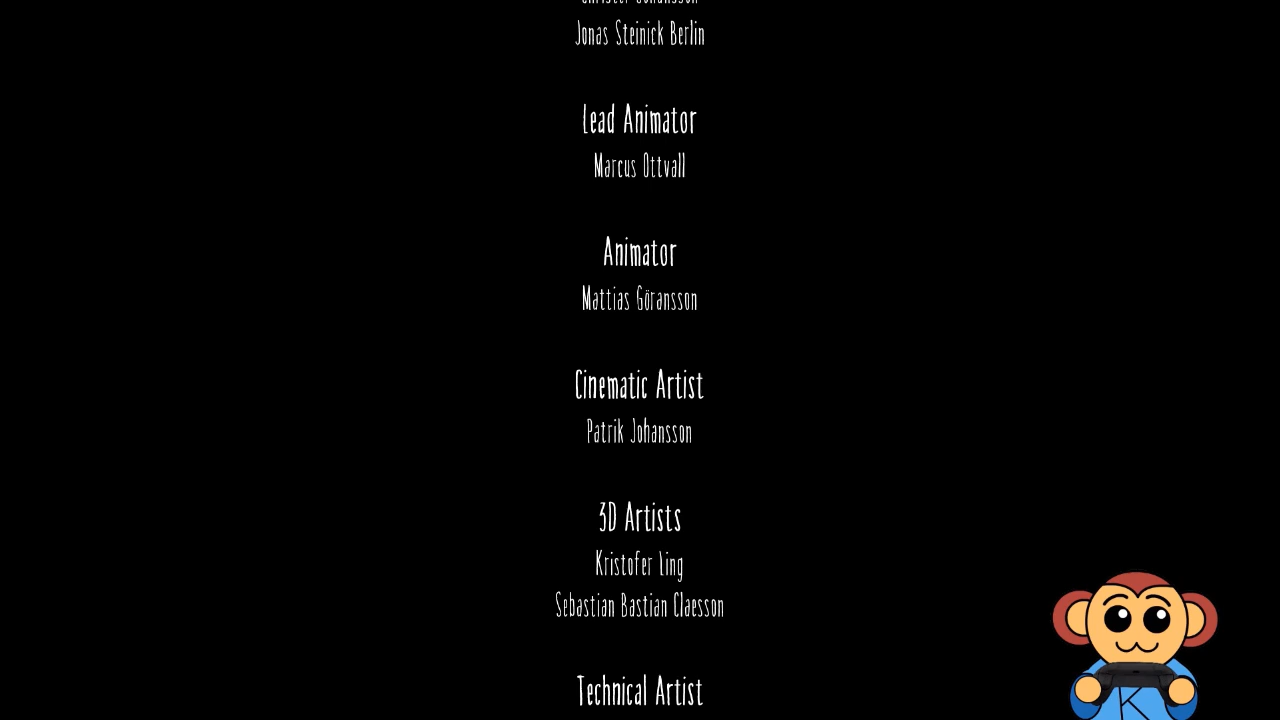 Jonas Steinick Berlin
Lead Animator
Marcus Ottvall
Animator
Mattias Göransson
Cinematic Artist
Patrik Johansson
3D Artists
Kristofer Ling
Sebastian Bastian Claesson
Technical Artist